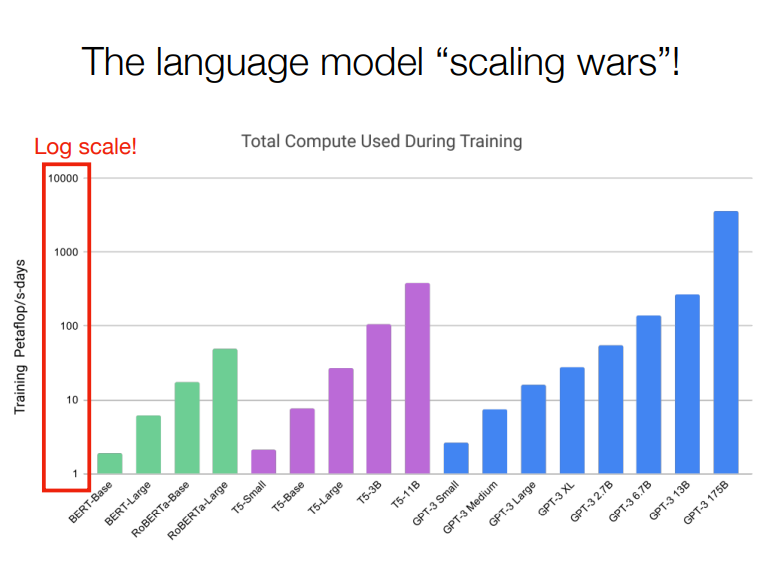 The language model “scaling wars”!
Log scale!
Total Compute Used During Training
Training Petaflop/s-days
10000
1000
100
10
1
BERT-Base
BERT-Large
RoBERTa-Base
RoBERTa-Large
T5-Small
T5-Base
T5-Large
T5-3B
T5-11B
GPT-3 Small
GPT-3 Medium
GPT-3 Large
GPT-3 XL
GPT-3 2.7B
GPT-3 6.7B
GPT-3 13B
GPT-3 175B